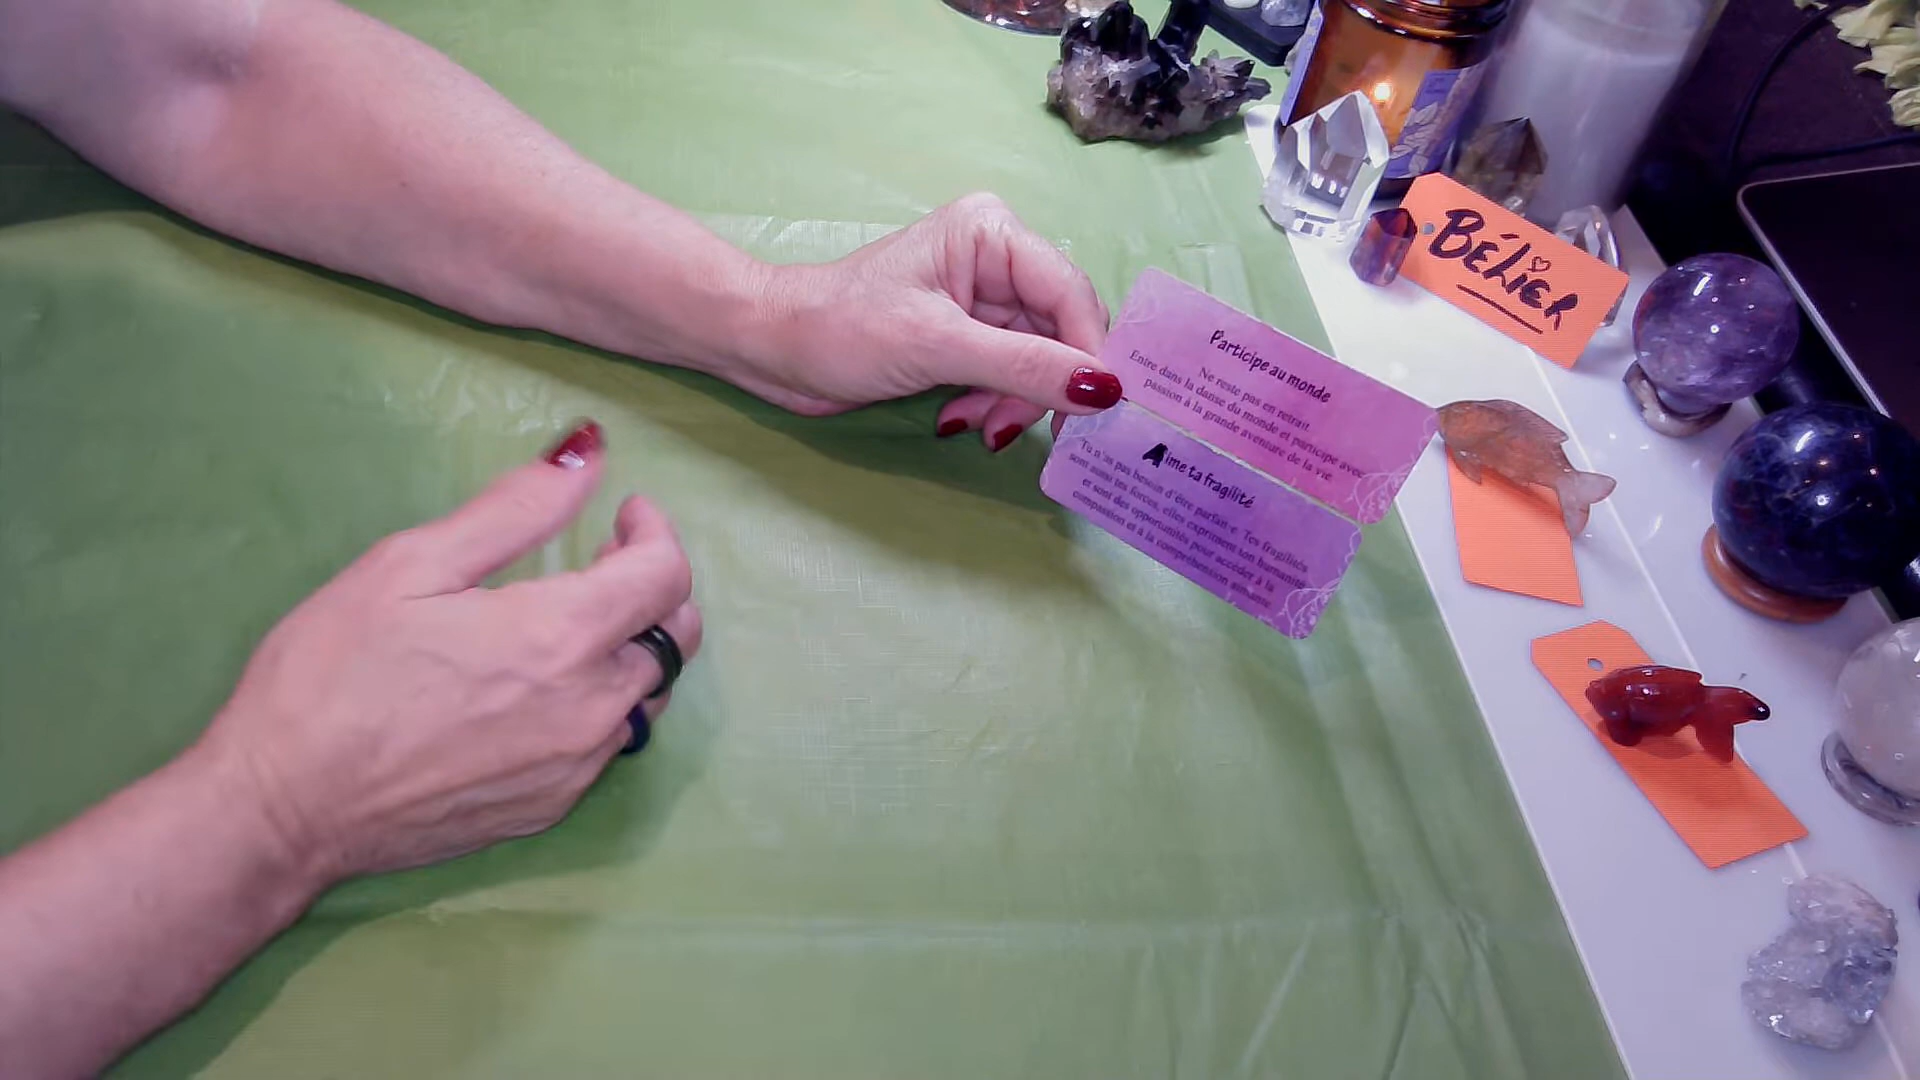 BÉLIER
Participe au monde
Ne reste pas en retrait.
Entre dans la danse du monde et participe avec
passion à la grande aventure de la vie
Aime ta fragilité
Tu n'as pas besoin d'être parfait·e. Tes fragilités
sont aussi tes forces, elles expriment ton humanité
et sont des opportunités pour accéder à la
compassion et à la compréhension aimante.